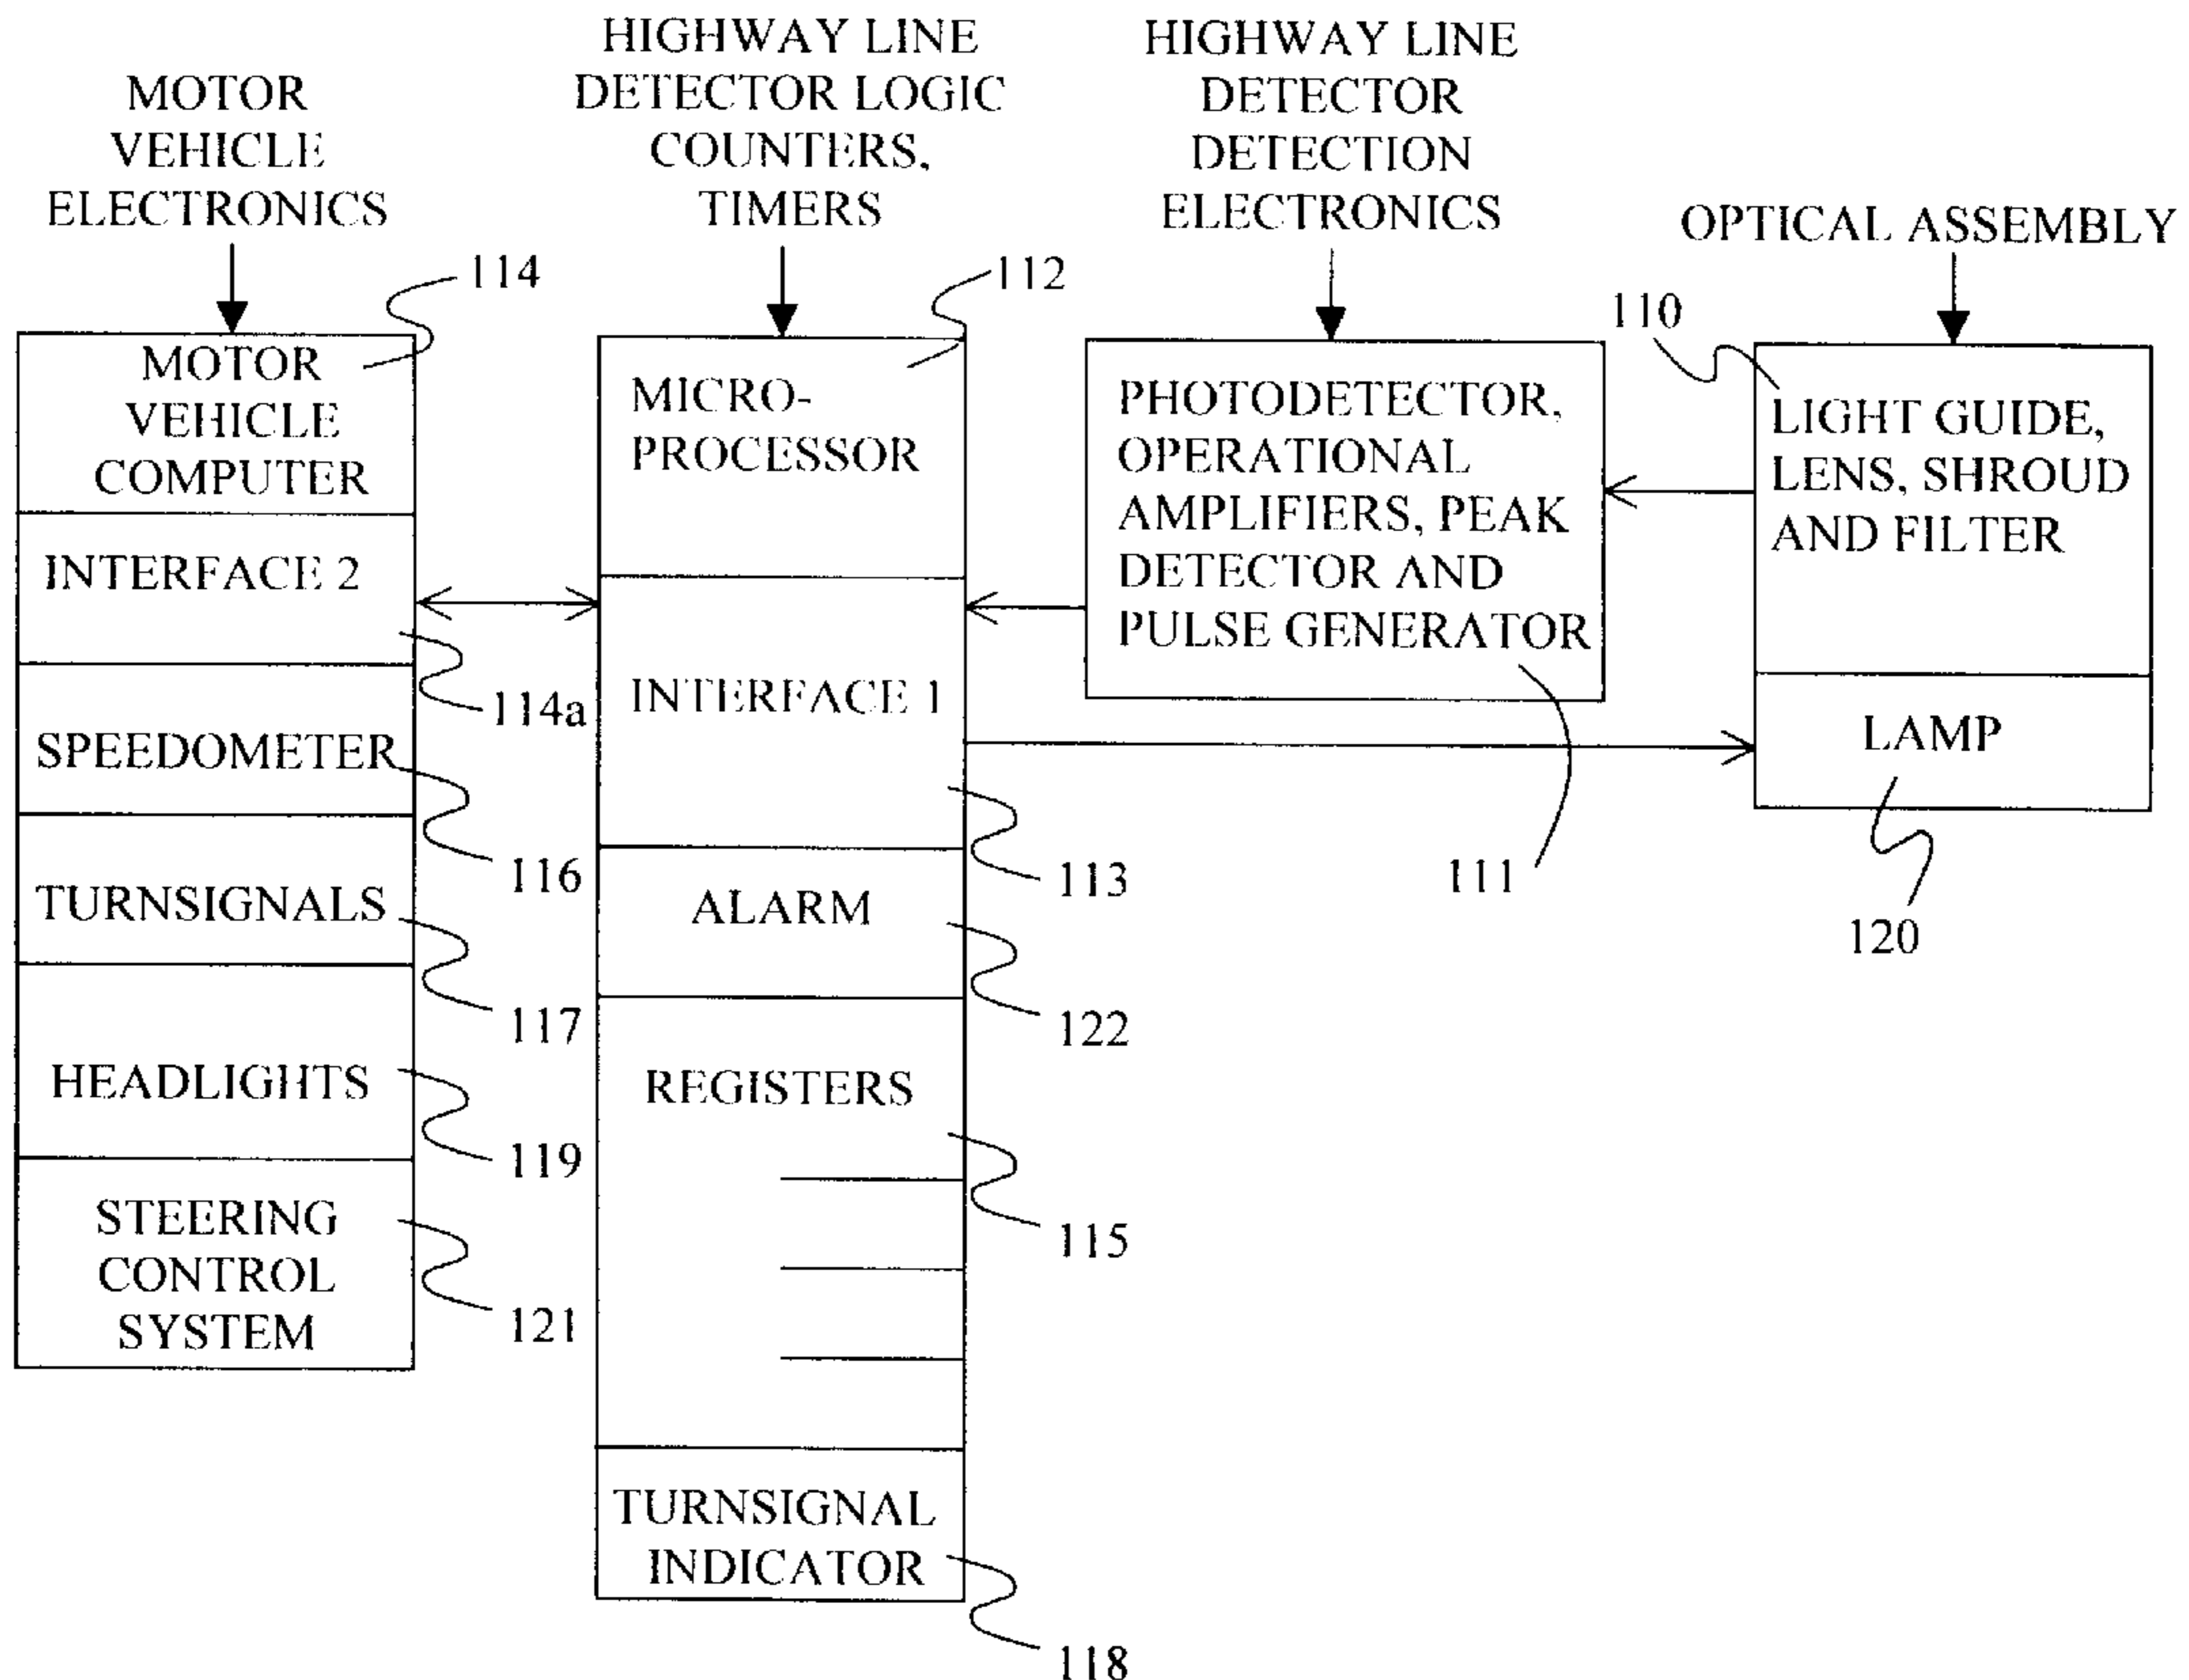 MOTOR
VEHICLE
ELECTRONICS
HIGHWAY LINE
DETECTOR LOGIC
COUNTERS,
TIMERS
HIGHWAY LINE
DETECTOR
DETECTION
ELECTRONICS
OPTICAL ASSEMBLY
114
112
110
MOTOR
VEHICLE
COMPUTER
INTERFACE 2
114a
SPEEDOMETER
116
TURNSIGNALS
117
HEADLIGHTS
119
STEERING
CONTROL
SYSTEM
121
MICRO-
PROCESSOR
INTERFACE 1
113
ALARM
122
REGISTERS
115
TURNSIGNAL
INDICATOR
118
PHOTODETECTOR,
OPERATIONAL
AMPLIFIERS, PEAK
DETECTOR AND
PULSE GENERATOR
111
LIGHT GUIDE,
LENS, SHROUD
AND FILTER
LAMP
120